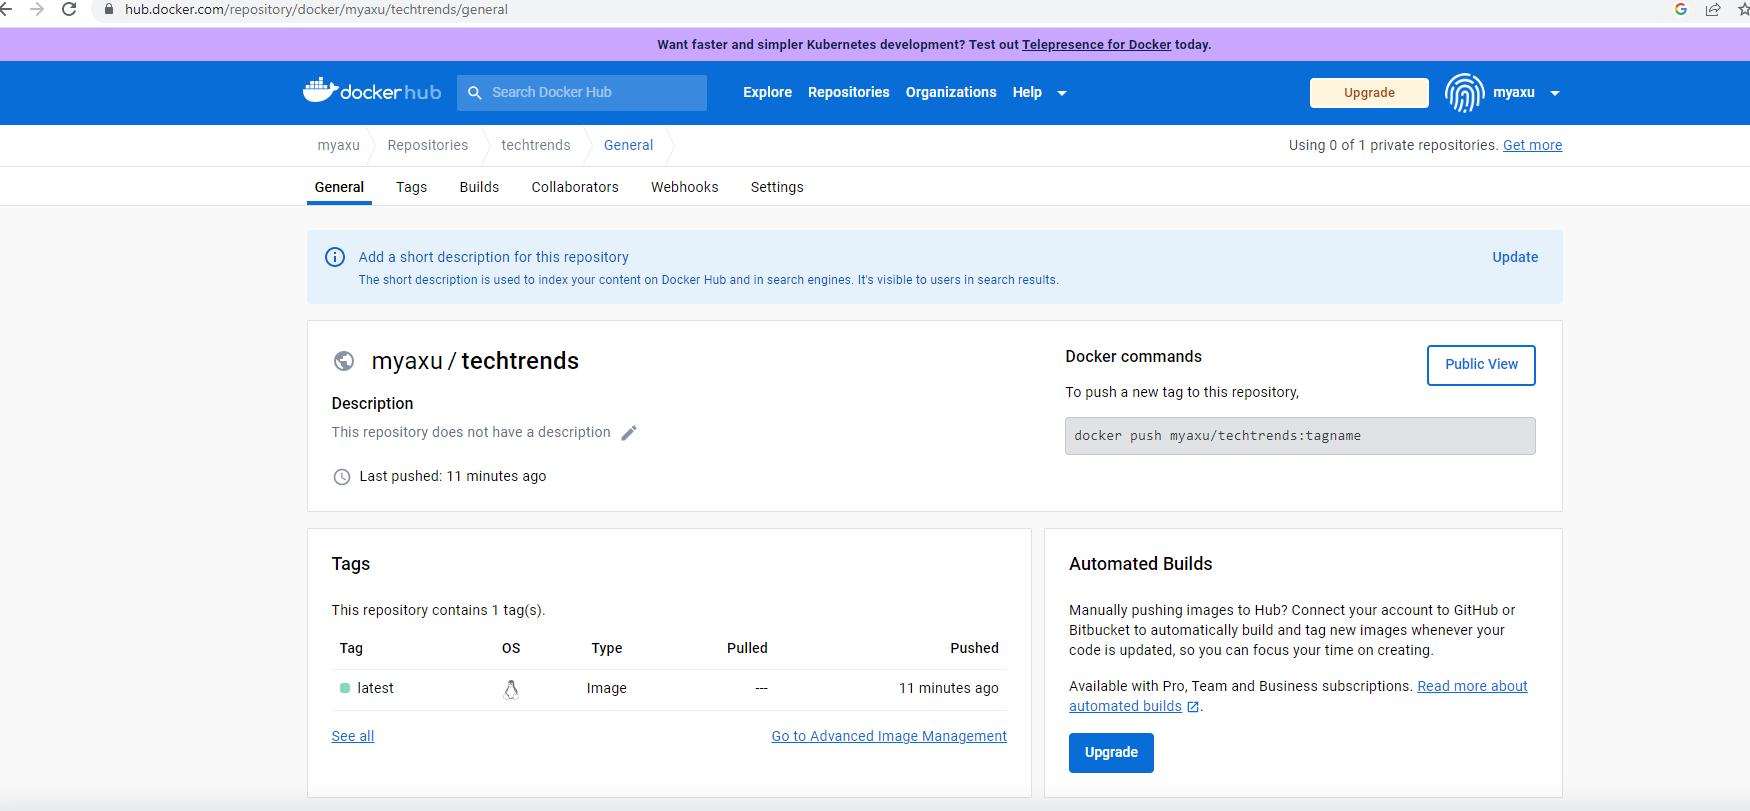 hub.docker.com/repository/docker/myaxu/techtrends/general
Want faster and simpler Kubernetes development? Test out Telepresence for Docker today.
dockerhub Search Docker Hub Explore Repositories Organizations Help Upgrade myaxu
myaxu Repositories techtrends General Using 0 of 1 private repositories. Get more
General Tags Builds Collaborators Webhooks Settings
Add a short description for this repository Update
The short description is used to index your content on Docker Hub and in search engines. It's visible to users in search results.
myaxu / techtrends
Description
This repository does not have a description
Last pushed: 11 minutes ago
Docker commands Public View
To push a new tag to this repository,
docker push myaxu/techtrends:tagname
Tags
This repository contains 1 tag(s).
Tag OS Type Pulled Pushed
latest Image --- 11 minutes ago
See all Go to Advanced Image Management
Automated Builds
Manually pushing images to Hub? Connect your account to GitHub or
Bitbucket to automatically build and tag new images whenever your
code is updated, so you can focus your time on creating.
Available with Pro, Team and Business subscriptions. Read more about
automated builds .
Upgrade